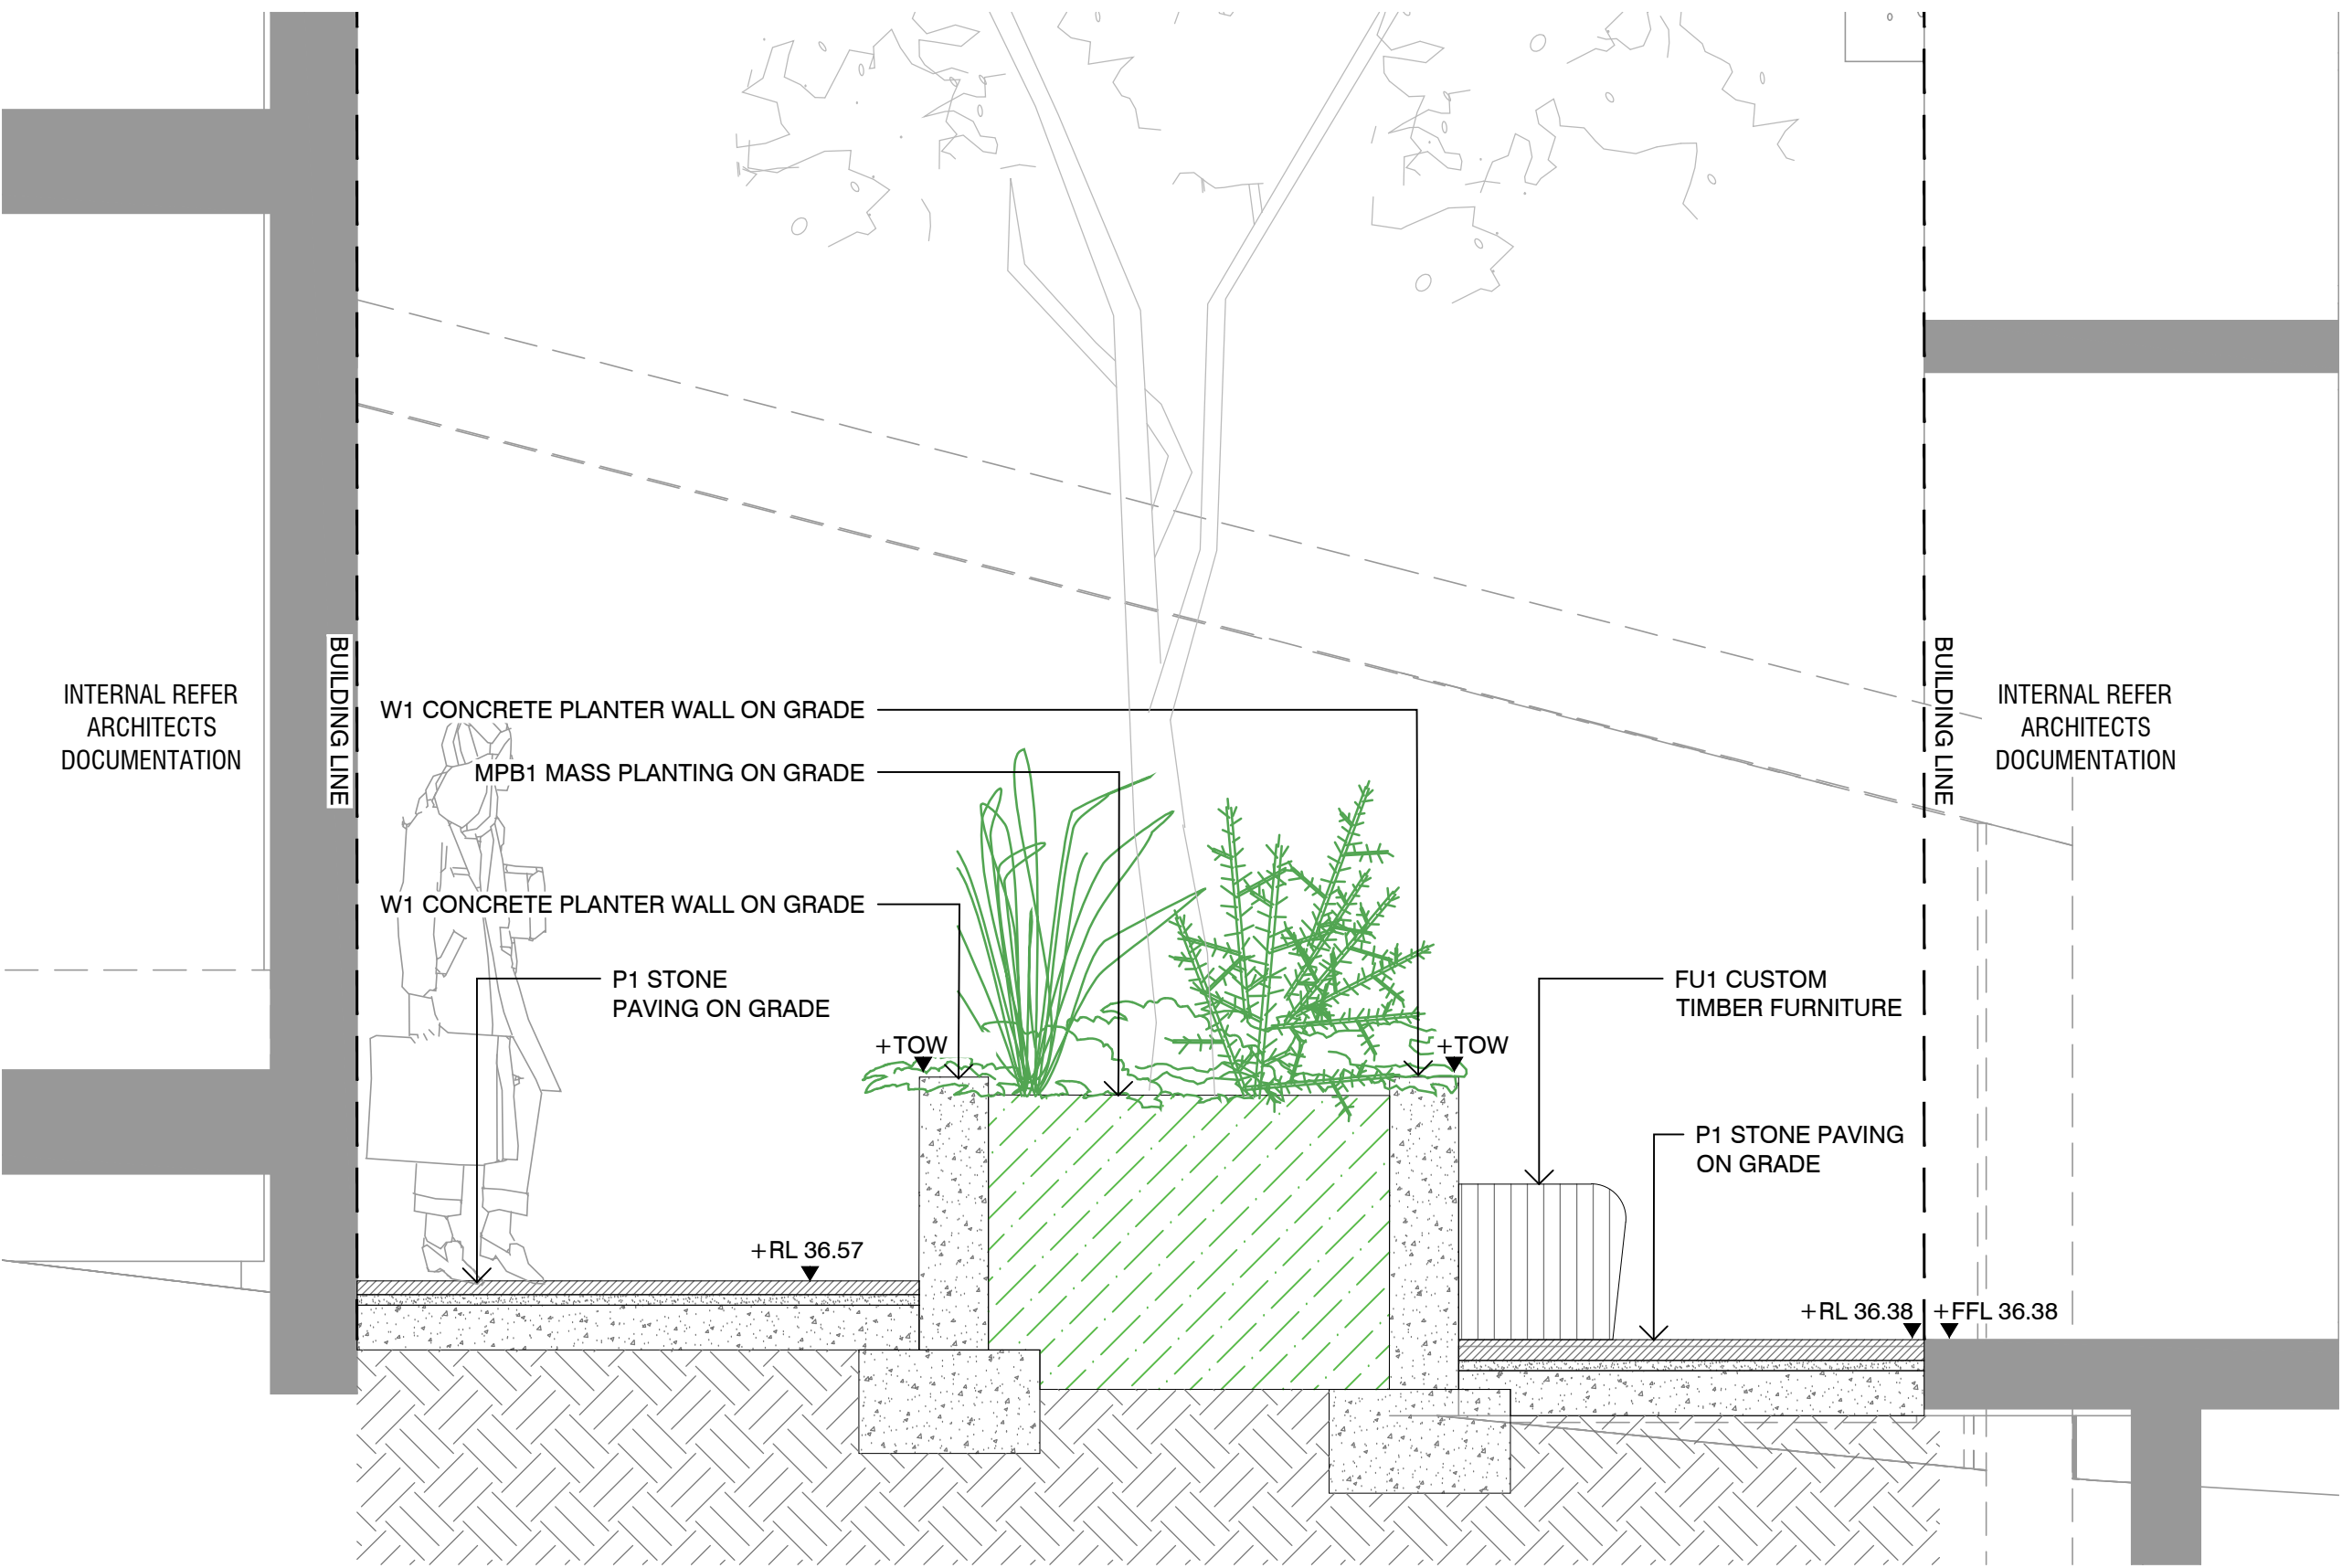 INTERNAL REFER
ARCHITECTS
DOCUMENTATION
BUILDING LINE
W1 CONCRETE PLANTER WALL ON GRADE
MPB1 MASS PLANTING ON GRADE
W1 CONCRETE PLANTER WALL ON GRADE
P1 STONE
PAVING ON GRADE
+TOW
+TOW
+RL 36.57
FU1 CUSTOM
TIMBER FURNITURE
P1 STONE PAVING
ON GRADE
+RL 36.38
+FFL 36.38
BUILDING LINE
INTERNAL REFER
ARCHITECTS
DOCUMENTATION